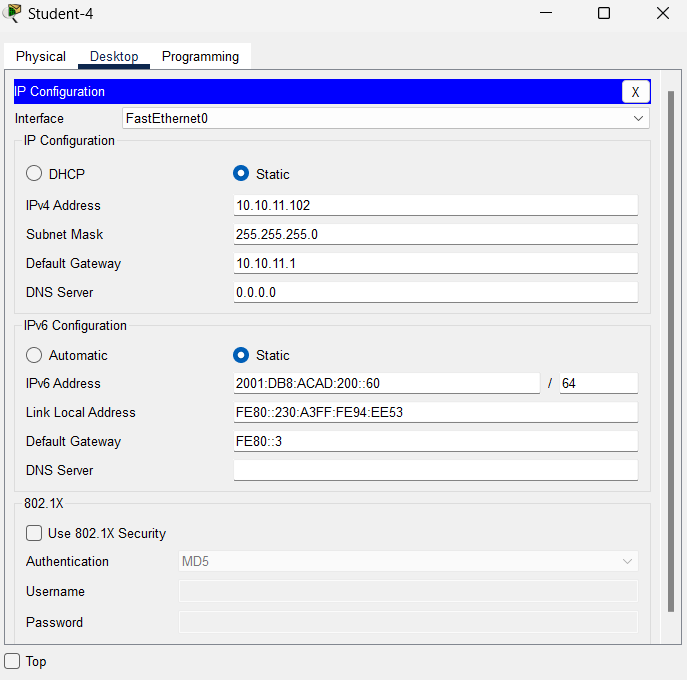 Student-4
Physical Desktop Programming
IP Configuration X
Interface FastEthernet0
IP Configuration
DHCP Static
IPv4 Address 10.10.11.102
Subnet Mask 255.255.255.0
Default Gateway 10.10.11.1
DNS Server 0.0.0.0
IPv6 Configuration
Automatic Static
IPv6 Address 2001:DB8:ACAD:200::60 / 64
Link Local Address FE80::230:A3FF:FE94:EE53
Default Gateway FE80::3
DNS Server
802.1X
Use 802.1X Security
Authentication MD5
Username
Password
Top